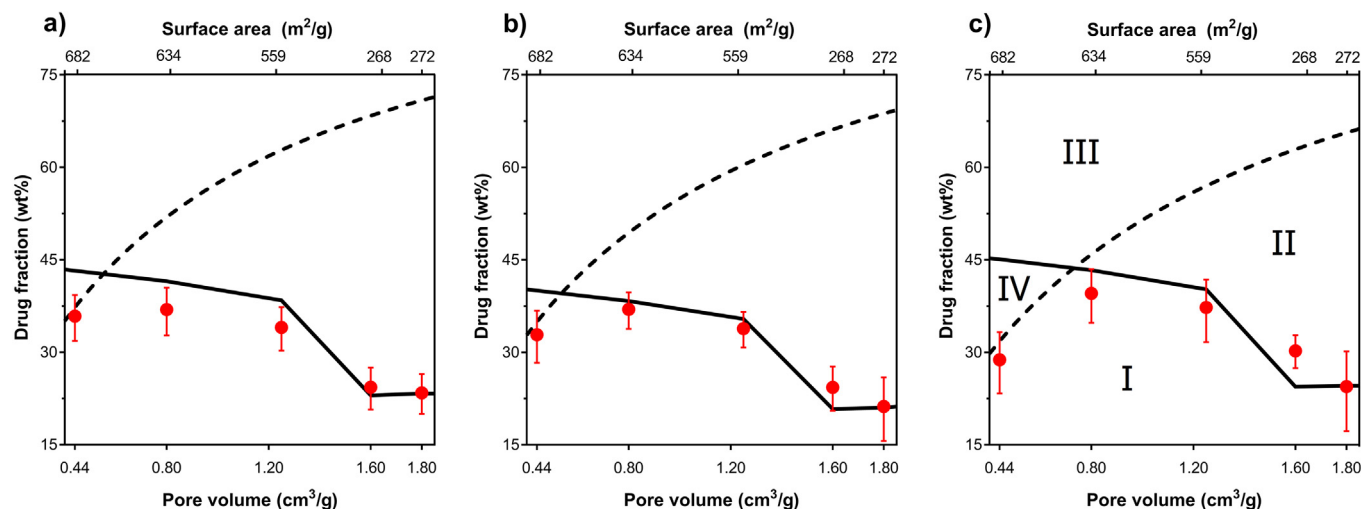 a)
Surface area (m²/g)
682 634 559 268 272
75
60
45
30
15
Drug fraction (wt%)
0.44 0.80 1.20 1.60 1.80
Pore volume (cm³/g)
b)
Surface area (m²/g)
682 634 559 268 272
75
60
45
30
15
Drug fraction (wt%)
0.44 0.80 1.20 1.60 1.80
Pore volume (cm³/g)
c)
Surface area (m²/g)
682 634 559 268 272
75
60
45
30
15
Drug fraction (wt%)
III
II
IV
I
0.44 0.80 1.20 1.60 1.80
Pore volume (cm³/g)